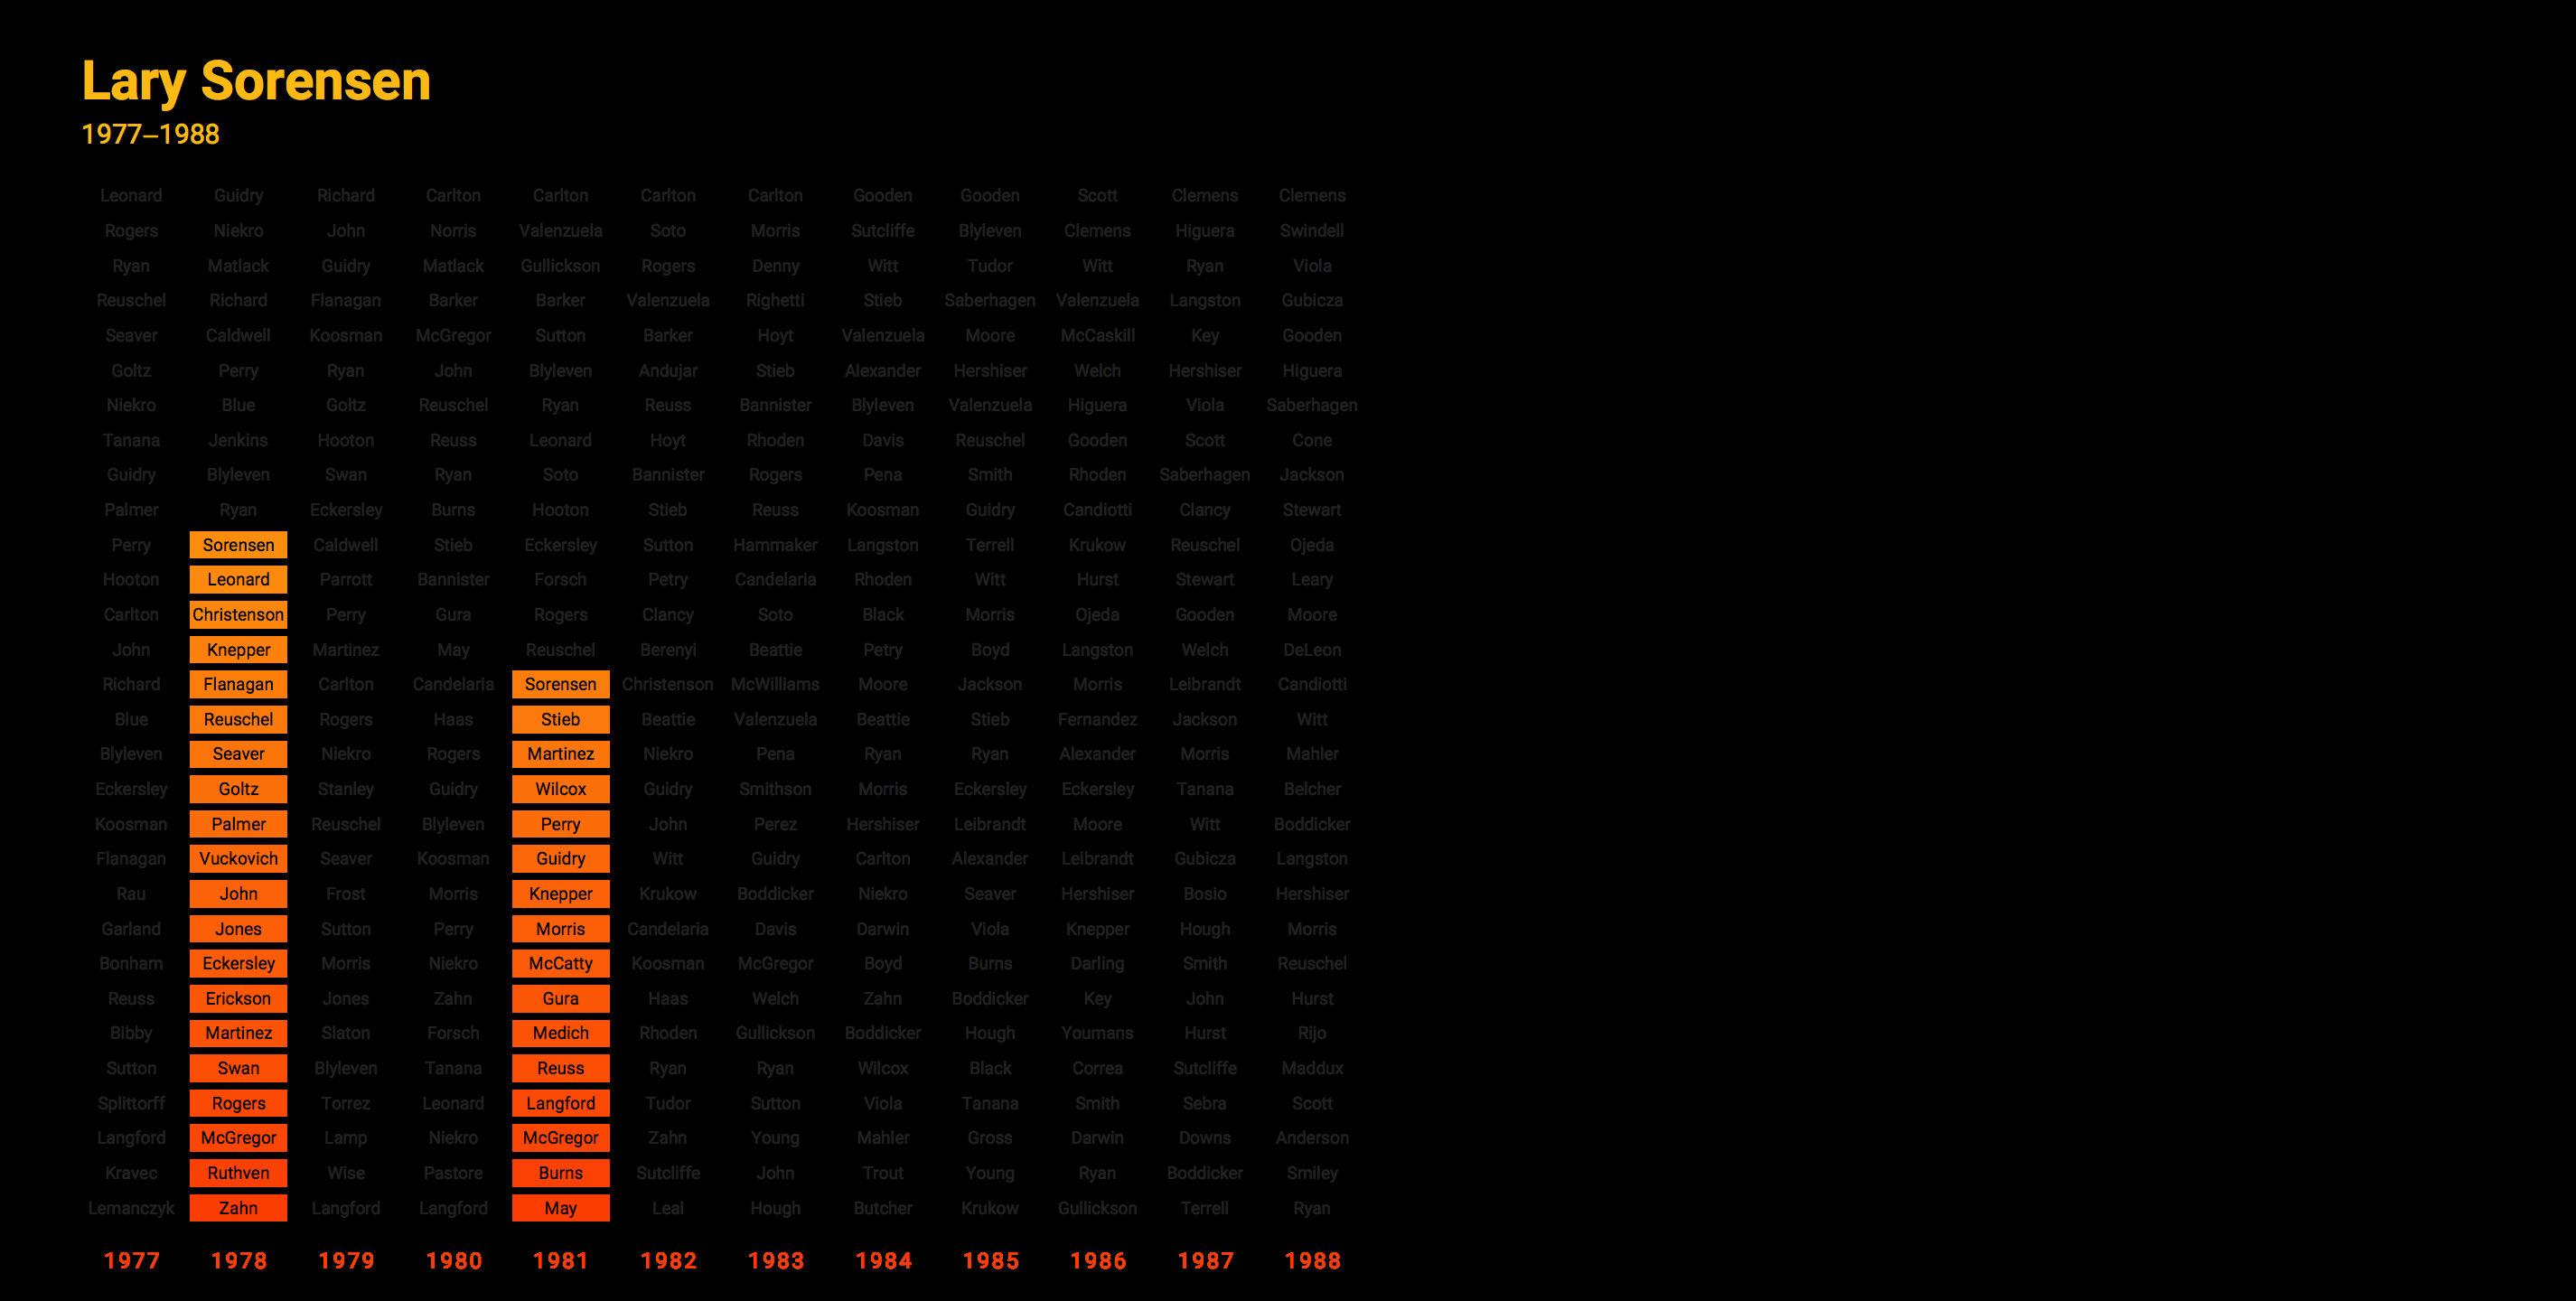 Lary Sorensen
1977–1988
Leonard Guidry Richard Carlton Carlton Carlton Carlton Gooden Gooden Scott Clemens Clemens
Rogers Niekro John Norris Valenzuela Soto Morris Sutcliffe Blyleven Clemens Higuera Swindell
Ryan Matlack Guidry Matlack Gullickson Rogers Denny Witt Tudor Witt Ryan Viola
Reuschel Richard Flanagan Barker Barker Valenzuela Righetti Stieb Saberhagen Valenzuela Langston Gubicza
Seaver Caldwell Koosman McGregor Sutton Barker Hoyt Valenzuela Moore McCaskill Key Gooden
Goltz Perry Ryan John Blyleven Andujar Stieb Alexander Hershiser Welch Hershiser Higuera
Niekro Blue Goltz Reuschel Ryan Reuss Bannister Blyleven Valenzuela Higuera Viola Saberhagen
Tanana Jenkins Hooton Reuss Leonard Hoyt Rhoden Davis Reuschel Gooden Scott Cone
Guidry Blyleven Swan Ryan Soto Bannister Rogers Pena Smith Rhoden Saberhagen Jackson
Palmer Ryan Eckersley Burns Hooton Stieb Reuss Koosman Guidry Candiotti Clancy Stewart
Perry Sorensen Caldwell Stieb Eckersley Sutton Hammaker Langston Terrell Krukow Reuschel Ojeda
Hooton Leonard Parrott Bannister Forsch Petry Candelaria Rhoden Witt Hurst Stewart Leary
Carlton Christenson Perry Gura Rogers Clancy Soto Black Morris Ojeda Gooden Moore
John Knepper Martinez May Reuschel Berenyi Beattie Petry Boyd Langston Welch DeLeon
Richard Flanagan Carlton Candelaria Sorensen Christenson McWilliams Moore Jackson Morris Leibrandt Candiotti
Blue Reuschel Rogers Haas Stieb Beattie Valenzuela Beattie Stieb Fernandez Jackson Witt
Blyleven Seaver Niekro Rogers Martinez Niekro Pena Ryan Ryan Alexander Morris Mahler
Eckersley Goltz Stanley Guidry Wilcox Guidry Smithson Morris Eckersley Eckersley Tanana Belcher
Koosman Palmer Reuschel Blyleven Perry John Perez Hershiser Leibrandt Moore Witt Boddicker
Flanagan Vuckovich Seaver Koosman Guidry Witt Guidry Carlton Alexander Leibrandt Gubicza Langston
Rau John Frost Morris Knepper Krukow Boddicker Niekro Seaver Hershiser Bosio Hershiser
Garland Jones Sutton Perry Morris Candelaria Davis Darwin Viola Knepper Hough Morris
Bonham Eckersley Morris Niekro McCatty Koosman McGregor Boyd Burns Darling Smith Reuschel
Reuss Erickson Jones Zahn Gura Haas Welch Zahn Boddicker Key John Hurst
Bibby Martinez Slaton Forsch Medich Rhoden Gullickson Boddicker Hough Youmans Hurst Rijo
Sutton Swan Blyleven Tanana Reuss Ryan Ryan Wilcox Black Correa Sutcliffe Maddux
Splittorff Rogers Torrez Leonard Langford Tudor Sutton Viola Tanana Smith Sebra Scott
Langford McGregor Lamp Niekro McGregor Zahn Young Mahler Gross Darwin Downs Anderson
Kravec Ruthven Wise Pastore Burns Sutcliffe John Trout Young Ryan Boddicker Smiley
Lemanczyk Zahn Langford Langford May Leal Hough Butcher Krukow Gullickson Terrell Ryan
1977 1978 1979 1980 1981 1982 1983 1984 1985 1986 1987 1988